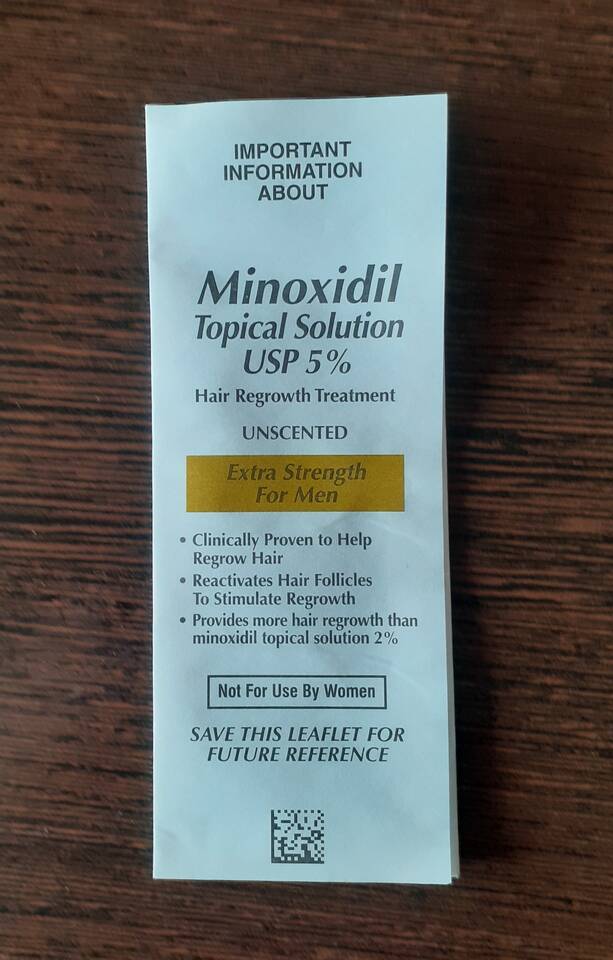 IMPORTANT
INFORMATION
ABOUT
Minoxidil
Topical Solution
USP 5%
Hair Regrowth Treatment
UNSCENTED
Extra Strength
For Men
• Clinically Proven to Help
Regrow Hair
• Reactivates Hair Follicles
To Stimulate Regrowth
• Provides more hair regrowth than
minoxidil topical solution 2%
Not For Use By Women
SAVE THIS LEAFLET FOR
FUTURE REFERENCE